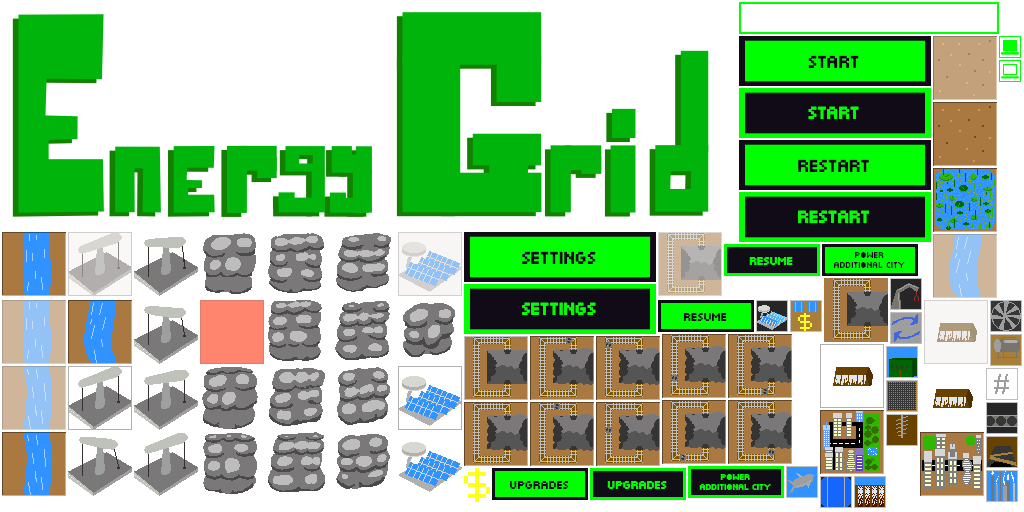 Energy Grid
START
START
RESTART
RESTART
SETTINGS
RESUME
POWER
ADDITIONAL CITY
SETTINGS
RESUME
$
#
$
UPGRADES
UPGRADES
POWER
ADDITIONAL CITY